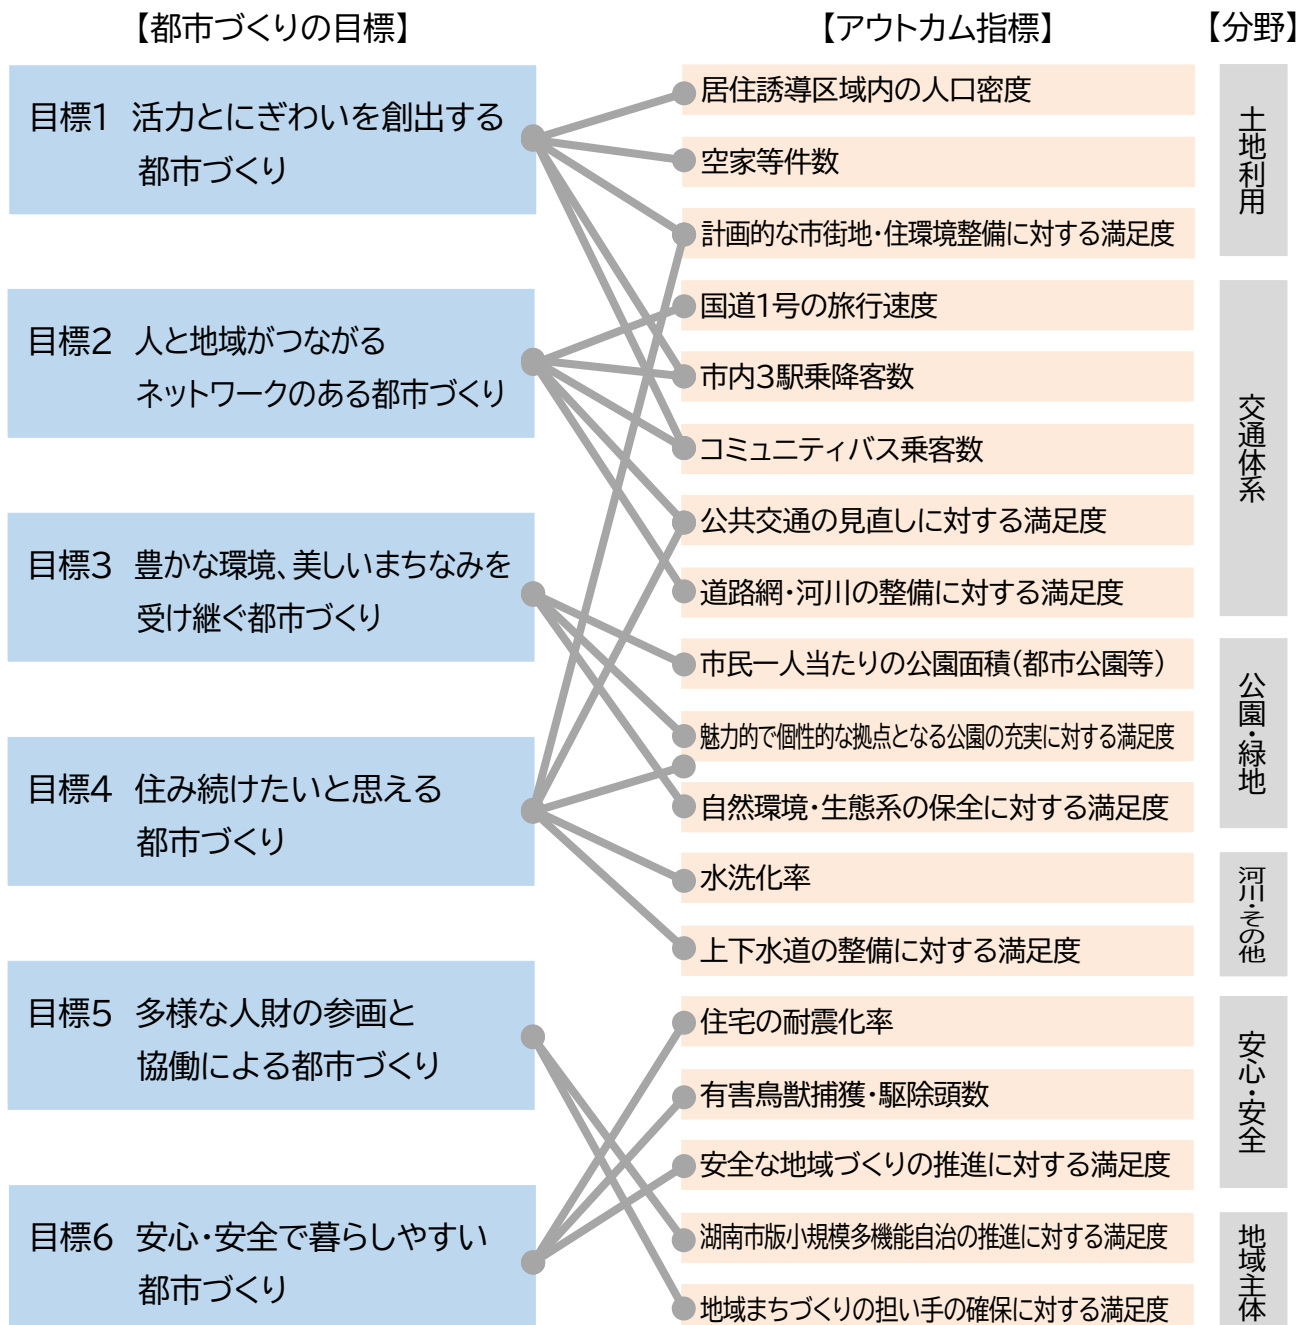 【都市づくりの目標】
【アウトカム指標】
【分野】
目標1 活力とにぎわいを創出する
都市づくり
目標2 人と地域がつながる
ネットワークのある都市づくり
目標3 豊かな環境、美しいまちなみを
受け継ぐ都市づくり
目標4 住み続けたいと思える
都市づくり
目標5 多様な人財の参画と
協働による都市づくり
目標6 安心・安全で暮らしやすい
都市づくり
居住誘導区域内の人口密度
空家等件数
計画的な市街地・住環境整備に対する満足度
国道1号の旅行速度
市内3駅乗降客数
コミュニティバス乗客数
公共交通の見直しに対する満足度
道路網・河川の整備に対する満足度
市民一人当たりの公園面積(都市公園等)
魅力的で個性的な拠点となる公園の充実に対する満足度
自然環境・生態系の保全に対する満足度
水洗化率
上下水道の整備に対する満足度
住宅の耐震化率
有害鳥獣捕獲・駆除頭数
安全な地域づくりの推進に対する満足度
湖南市版小規模多機能自治の推進に対する満足度
地域まちづくりの担い手の確保に対する満足度
土地利用
交通体系
公園・緑地
河川・その他
安心・安全
地域主体